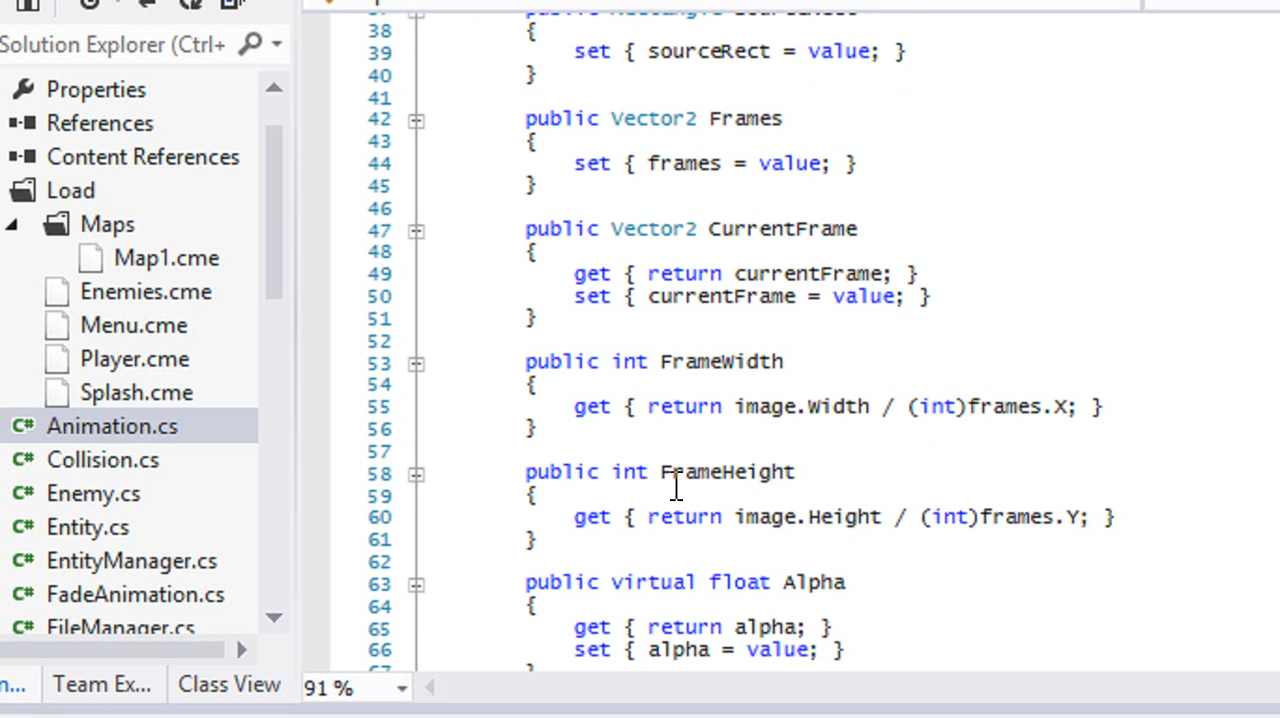 Solution Explorer (Ctrl+
Properties
References
Content References
Load
Maps
Map1.cme
Enemies.cme
Menu.cme
Player.cme
Splash.cme
C# Animation.cs
C# Collision.cs
C# Enemy.cs
C# Entity.cs
C# EntityManager.cs
C# FadeAnimation.cs
C# FileManager.cs
n... Team Ex... Class View
38 {
39 set { sourceRect = value; }
40 }
41
42 public Vector2 Frames
43 {
44 set { frames = value; }
45 }
46
47 public Vector2 CurrentFrame
48 {
49 get { return currentFrame; }
50 set { currentFrame = value; }
51 }
52
53 public int FrameWidth
54 {
55 get { return image.Width / (int)frames.X; }
56 }
57
58 public int FrameHeight
59 {
60 get { return image.Height / (int)frames.Y; }
61 }
62
63 public virtual float Alpha
64 {
65 get { return alpha; }
66 set { alpha = value; }
67 }
91 %